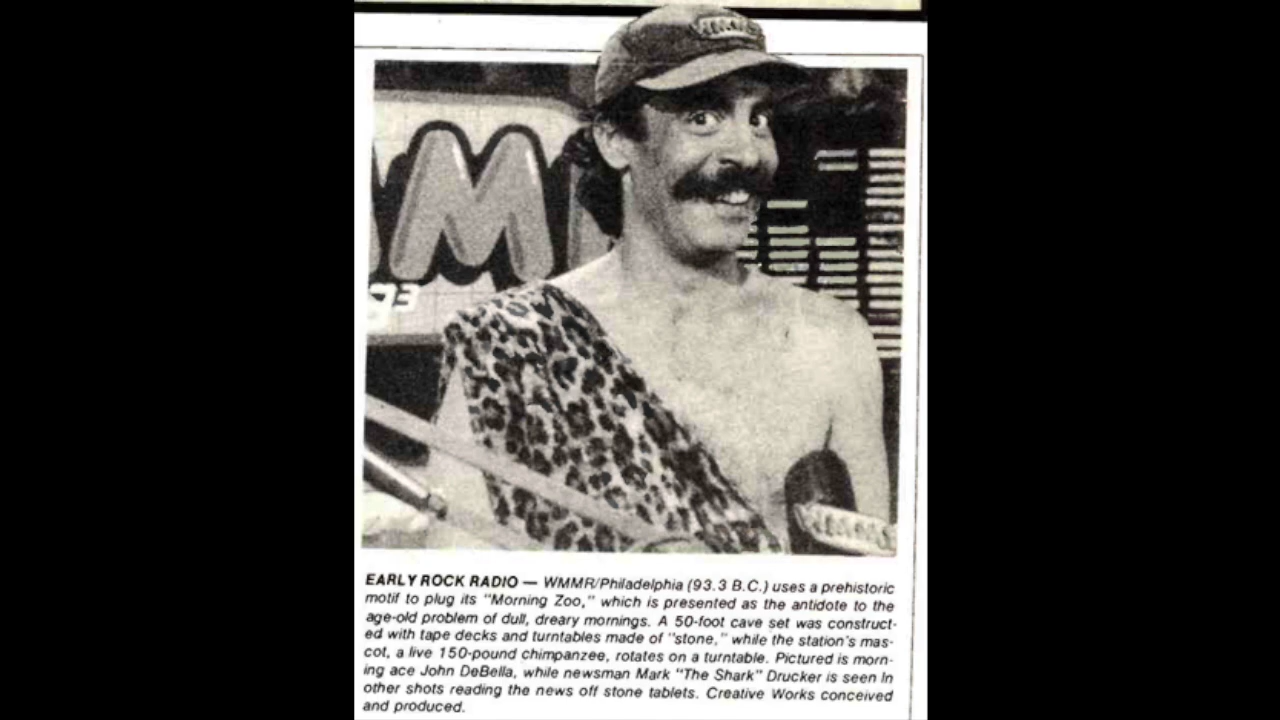 WMMR
MM
93
WMMR
EARLY ROCK RADIO — WMMR/Philadelphia (93.3 B.C.) uses a prehistoric
motif to plug its "Morning Zoo," which is presented as the antidote to the
age-old problem of dull, dreary mornings. A 50-foot cave set was construct-
ed with tape decks and turntables made of "stone," while the station's mas-
cot, a live 150-pound chimpanzee, rotates on a turntable. Pictured is morn-
ing ace John DeBella, while newsman Mark "The Shark" Drucker is seen in
other shots reading the news off stone tablets. Creative Works conceived
and produced.